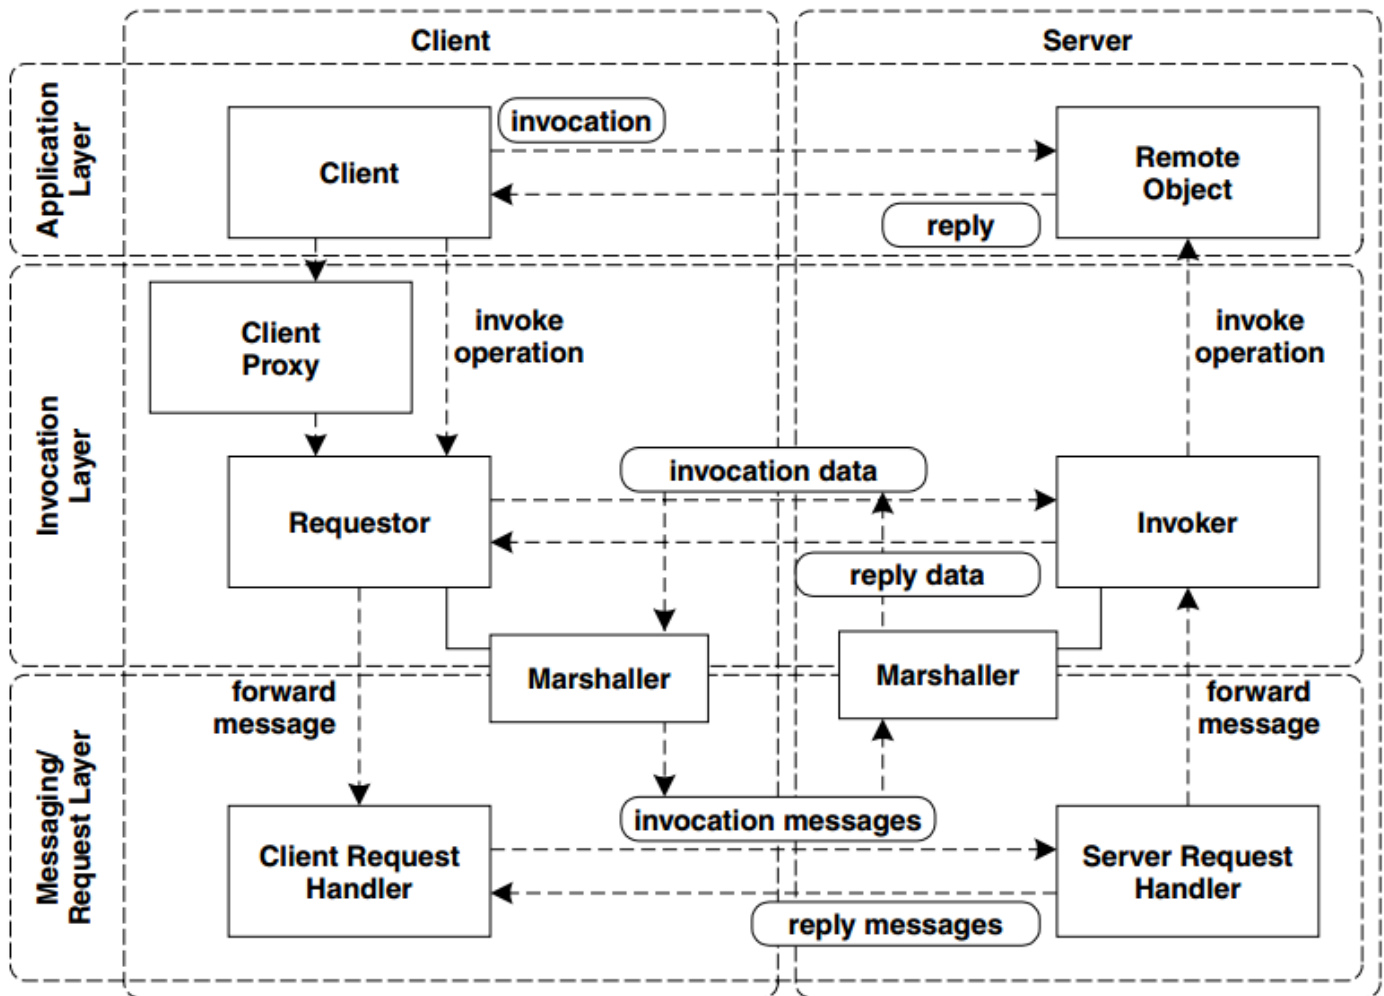 Client
Server
Application
Layer
Client
invocation
Remote
Object
reply
Invocation
Layer
Client
Proxy
invoke
operation
invoke
operation
invocation data
Requestor
Invoker
reply data
Marshaller
Marshaller
Messaging/
Request Layer
forward
message
forward
message
invocation messages
Client Request
Handler
Server Request
Handler
reply messages